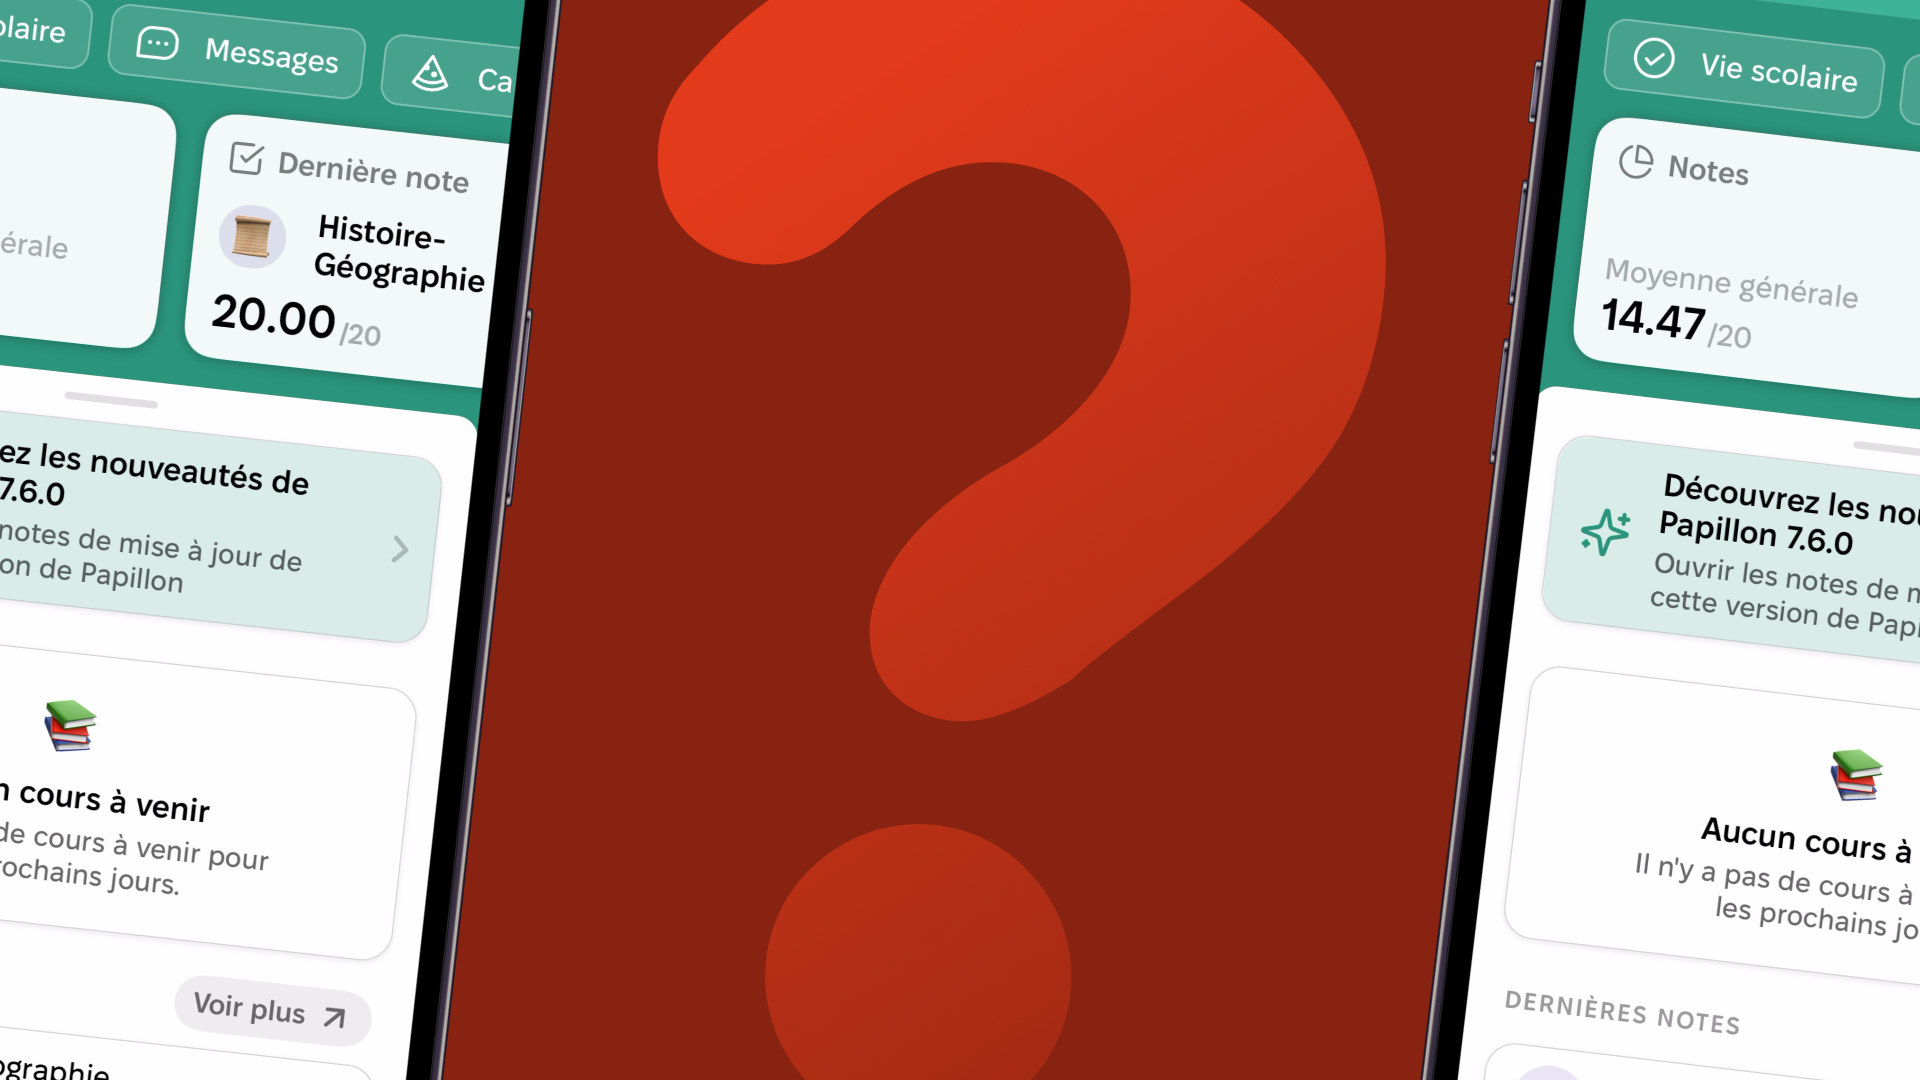 olaire
Messages
Ca
érale
Dernière note
Histoire-
Géographie
20.00/20
ez les nouveautés de
7.6.0
notes de mise à jour de
on de Papillon
n cours à venir
de cours à venir pour
ochains jours.
Voir plus
ographie
?
Vie scolaire
Notes
Moyenne générale
14.47/20
Découvrez les nou
Papillon 7.6.0
Ouvrir les notes de m
cette version de Papi
Aucun cours à
Il n'y a pas de cours à
les prochains jo
DERNIÈRES NOTES